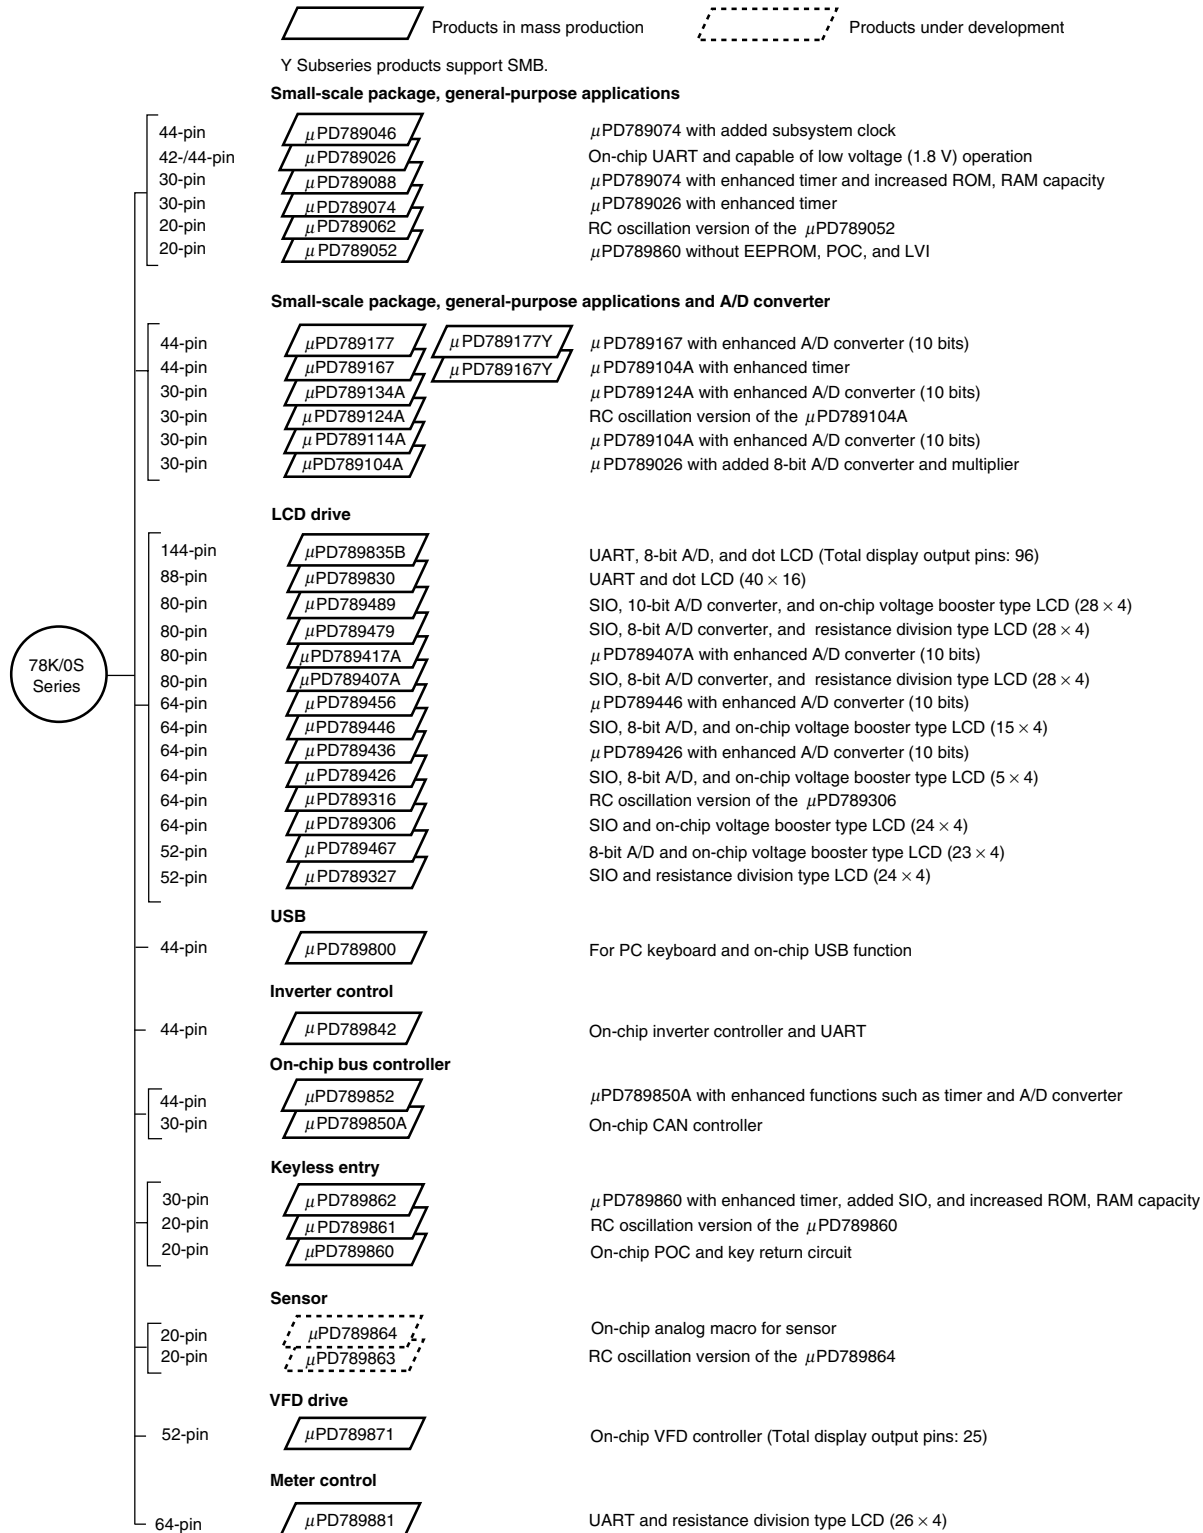 Products in mass production Products under development
Y Subseries products support SMB.
Small-scale package, general-purpose applications
44-pin μPD789046 μPD789074 with added subsystem clock
42-/44-pin μPD789026 On-chip UART and capable of low voltage (1.8 V) operation
30-pin μPD789088 μPD789074 with enhanced timer and increased ROM, RAM capacity
30-pin μPD789074 μPD789026 with enhanced timer
20-pin μPD789062 RC oscillation version of the μPD789052
20-pin μPD789052 μPD789860 without EEPROM, POC, and LVI
Small-scale package, general-purpose applications and A/D converter
44-pin μPD789177 μPD789177Y μPD789167 with enhanced A/D converter (10 bits)
44-pin μPD789167 μPD789167Y μPD789104A with enhanced timer
30-pin μPD789134A μPD789124A with enhanced A/D converter (10 bits)
30-pin μPD789124A RC oscillation version of the μPD789104A
30-pin μPD789114A μPD789104A with enhanced A/D converter (10 bits)
30-pin μPD789104A μPD789026 with added 8-bit A/D converter and multiplier
LCD drive
144-pin μPD789835B UART, 8-bit A/D, and dot LCD (Total display output pins: 96)
88-pin μPD789830 UART and dot LCD (40 × 16)
80-pin μPD789489 SIO, 10-bit A/D converter, and on-chip voltage booster type LCD (28 × 4)
80-pin μPD789479 SIO, 8-bit A/D converter, and resistance division type LCD (28 × 4)
80-pin μPD789417A μPD789407A with enhanced A/D converter (10 bits)
78K/0S
Series
80-pin μPD789407A SIO, 8-bit A/D converter, and resistance division type LCD (28 × 4)
64-pin μPD789456 μPD789446 with enhanced A/D converter (10 bits)
64-pin μPD789446 SIO, 8-bit A/D, and on-chip voltage booster type LCD (15 × 4)
64-pin μPD789436 μPD789426 with enhanced A/D converter (10 bits)
64-pin μPD789426 SIO, 8-bit A/D, and on-chip voltage booster type LCD (5 × 4)
64-pin μPD789316 RC oscillation version of the μPD789306
64-pin μPD789306 SIO and on-chip voltage booster type LCD (24 × 4)
52-pin μPD789467 8-bit A/D and on-chip voltage booster type LCD (23 × 4)
52-pin μPD789327 SIO and resistance division type LCD (24 × 4)
USB
44-pin μPD789800 For PC keyboard and on-chip USB function
Inverter control
44-pin μPD789842 On-chip inverter controller and UART
On-chip bus controller
44-pin μPD789852 μPD789850A with enhanced functions such as timer and A/D converter
30-pin μPD789850A On-chip CAN controller
Keyless entry
30-pin μPD789862 μPD789860 with enhanced timer, added SIO, and increased ROM, RAM capacity
20-pin μPD789861 RC oscillation version of the μPD789860
20-pin μPD789860 On-chip POC and key return circuit
Sensor
20-pin μPD789864 On-chip analog macro for sensor
20-pin μPD789863 RC oscillation version of the μPD789864
VFD drive
52-pin μPD789871 On-chip VFD controller (Total display output pins: 25)
Meter control
64-pin μPD789881 UART and resistance division type LCD (26 × 4)